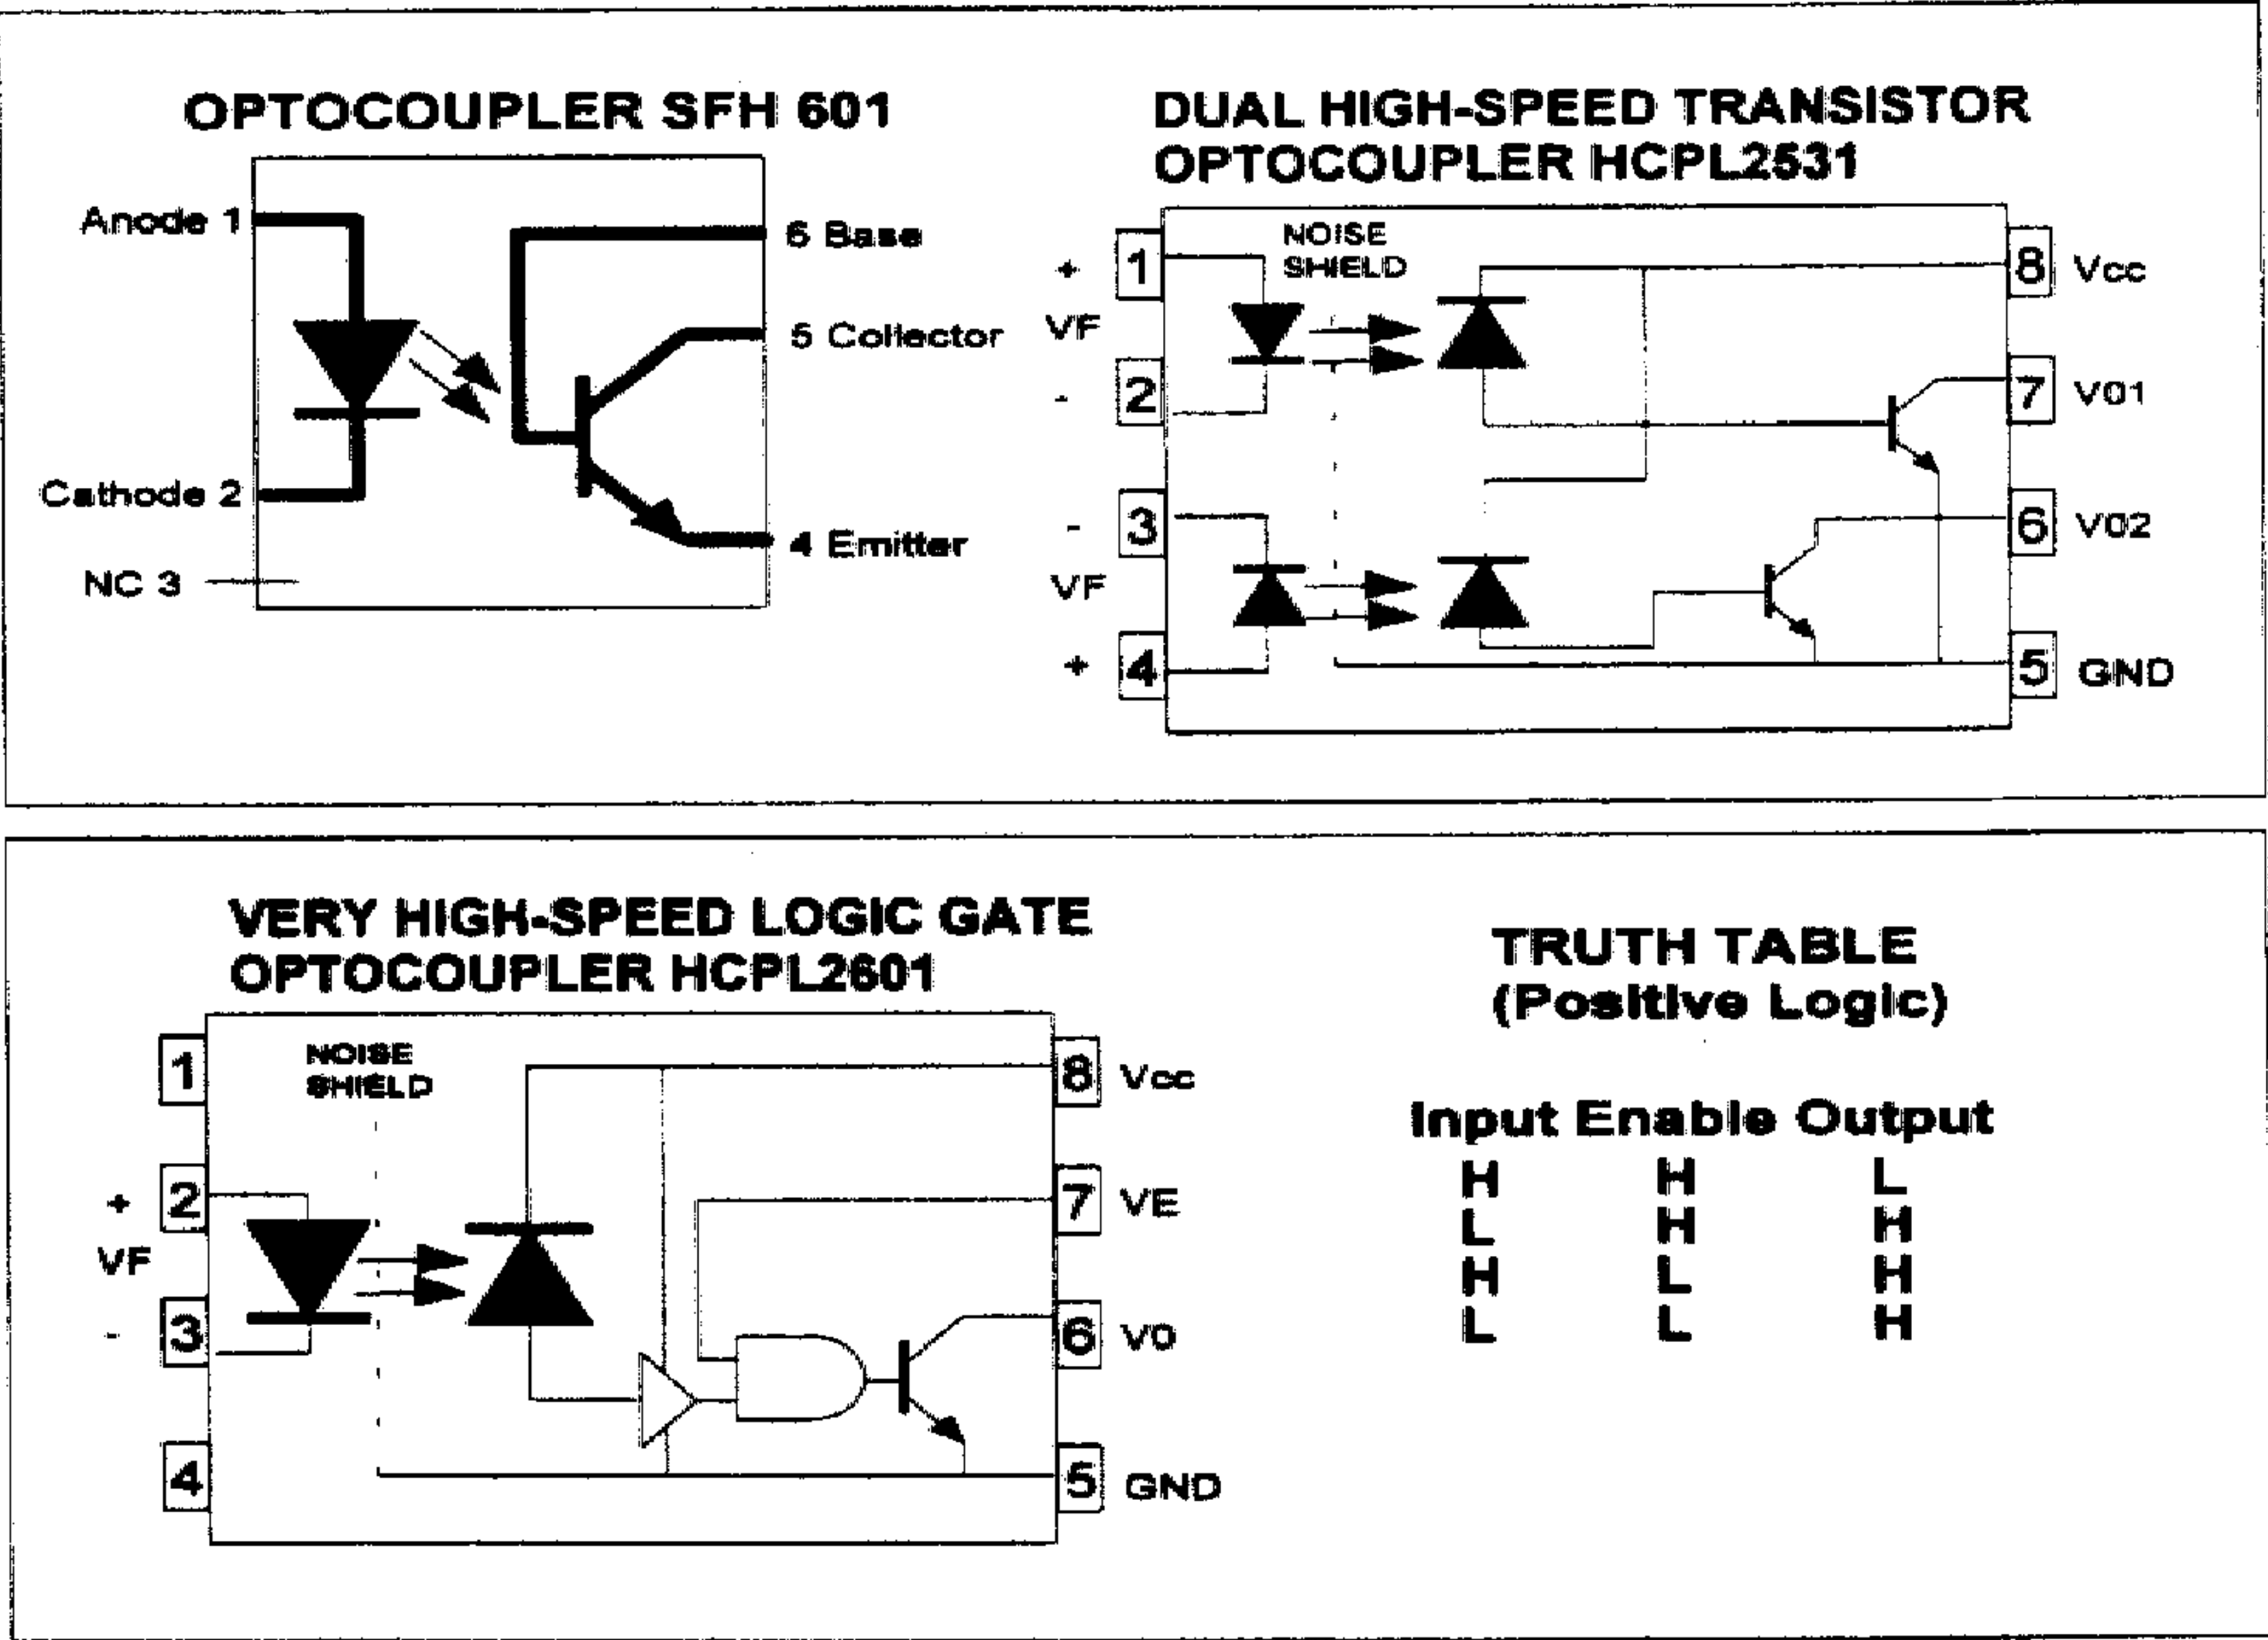 OPTOCOUPLER SFH 601
Anode 1
Cathode 2
NC 3
6 Base
5 Collector
4 Emitter
DUAL HIGH-SPEED TRANSISTOR
OPTOCOUPLER HCPL2531
NOISE
SHIELD
+
1
VF
-
2
-
3
VF
+
4
8 Vcc
7 V01
6 V02
5 GND
VERY HIGH-SPEED LOGIC GATE
OPTOCOUPLER HCPL2601
NOISE
SHIELD
1
+
2
VF
-
3
4
8 Vcc
7 VE
6 V0
5 GND
TRUTH TABLE
(Positive Logic)
Input Enable Output
H H L
L H H
H L H
L L H